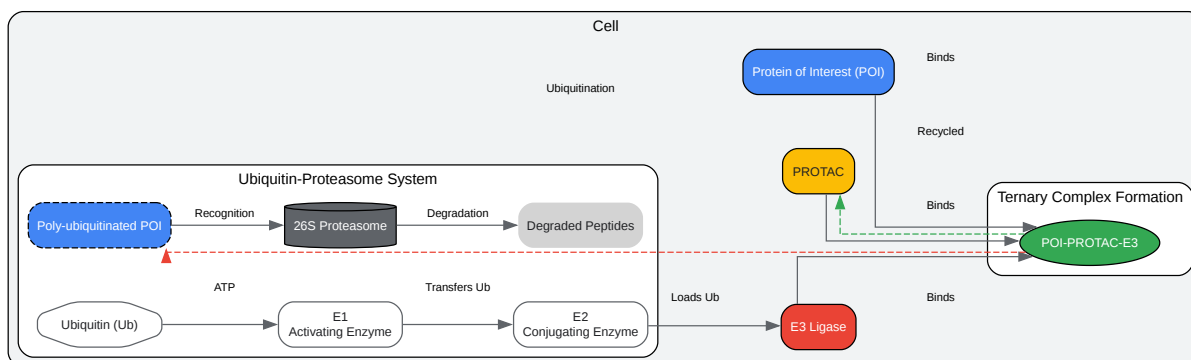 Cell
Protein of Interest (POI)
Binds
Ubiquitination
Recycled
PROTAC
Ubiquitin-Proteasome System
Ternary Complex Formation
Poly-ubiquitinated POI
Recognition
26S Proteasome
Degradation
Degraded Peptides
Binds
POI-PROTAC-E3
ATP
Transfers Ub
Loads Ub
Binds
Ubiquitin (Ub)
E1
Activating Enzyme
E2
Conjugating Enzyme
E3 Ligase